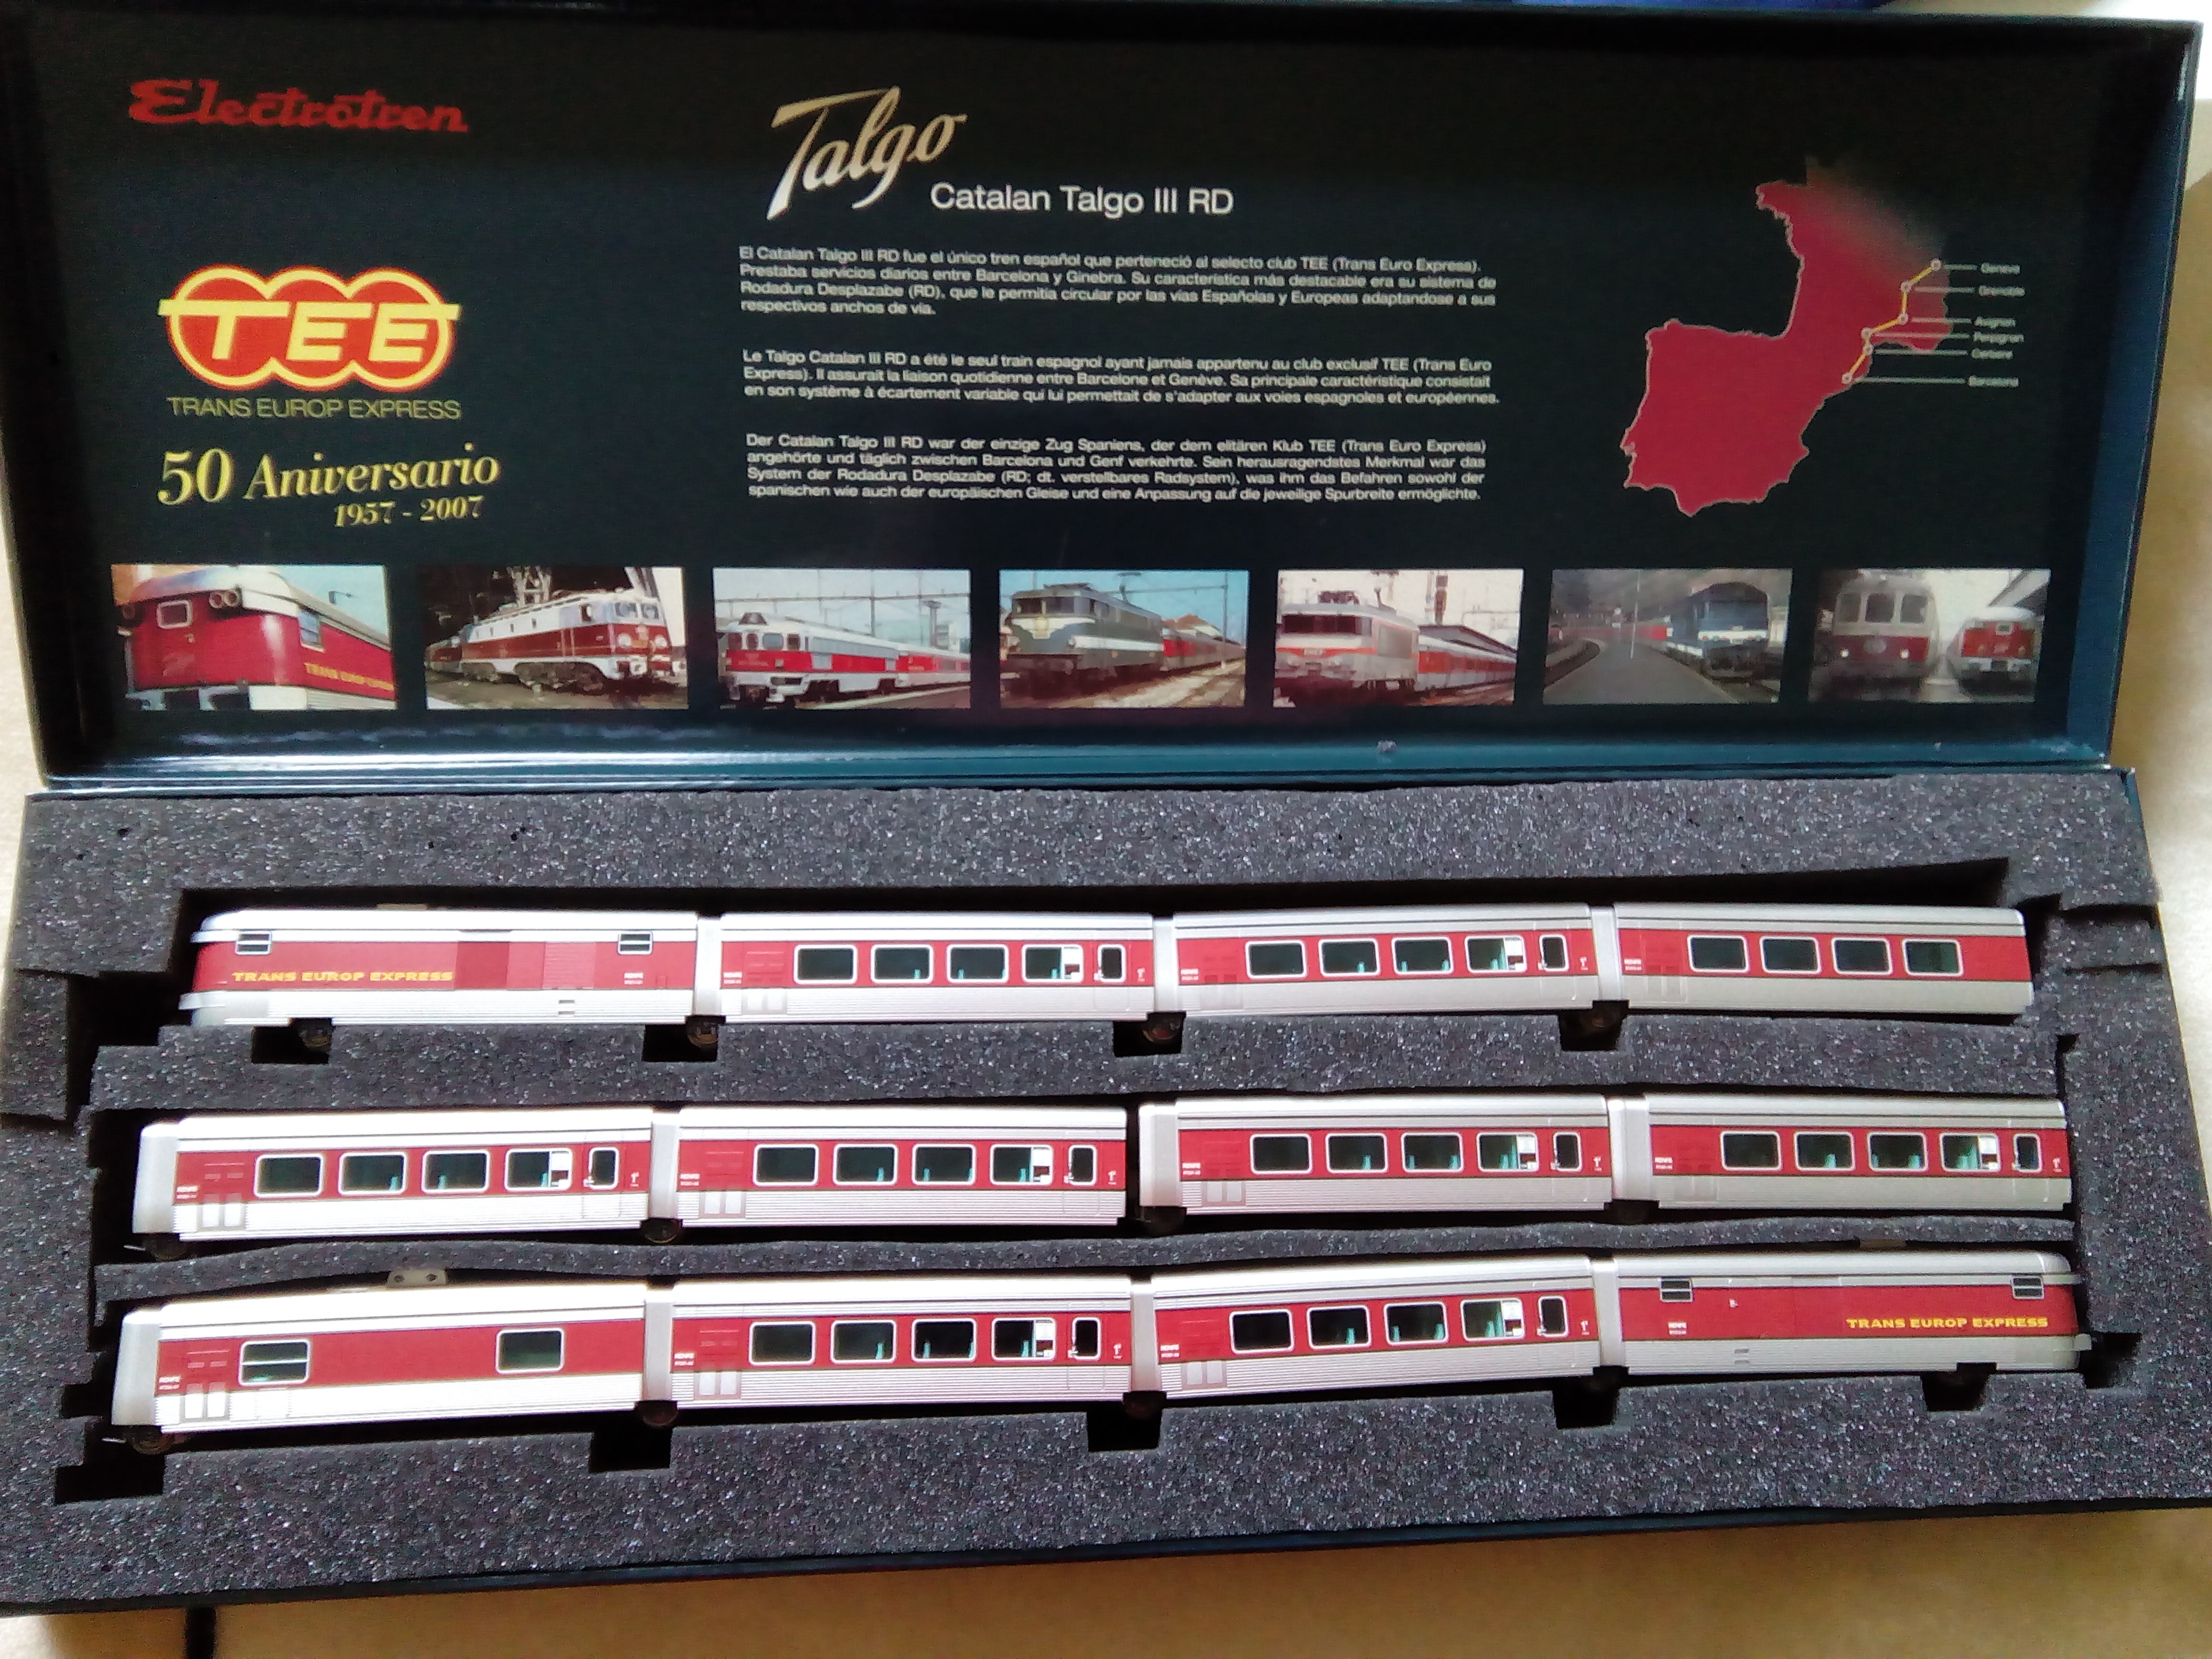 Electrotren
Talgo
Catalan Talgo III RD
TEE
TRANS EUROP EXPRESS
50 Aniversario
1957 - 2007
El Catalan Talgo III RD fue el único tren español que perteneció al selecto club TEE (Trans Euro Express).
Prestaba servicios diarios entre Barcelona y Ginebra. Su característica más destacable era su sistema de
Rodadura Desplazabe (RD), que le permitia circular por las vías Españolas y Europeas adaptandose a sus
respectivos anchos de vía.
Le Talgo Catalan III RD a été le seul train espagnol ayant jamais appartenu au club exclusif TEE (Trans Euro
Express). Il assurait la liaison quotidienne entre Barcelone et Genève. Sa principale caractéristique consistait
en son système à écartement variable qui lui permettait de s'adapter aux voies espagnoles et européennes.
Der Catalan Talgo III RD war der einzige Zug Spaniens, der dem elitären Klub TEE (Trans Euro Express)
angehörte und täglich zwischen Barcelona und Genf verkehrte. Sein herausragendstes Merkmal war das
System der Rodadura Desplazabe (RD; dt. verstellbares Radsystem), was ihm das Befahren sowohl der
spanischen wie auch der europäischen Gleise und eine Anpassung auf die jeweilige Spurbreite ermöglichte.
Geneve
Grenoble
Avignon
Perpignan
Cerbere
Barcelona
TRANS EUROP EXPRESS
TRANS EUROP EXPRESS